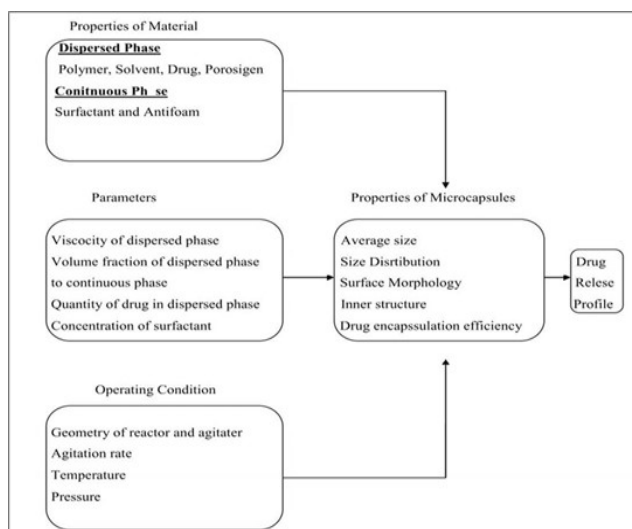 Properties of Material
Dispersed Phase
Polymer, Solvent, Drug, Porosigen
Conitnuous Ph se
Surfactant and Antifoam
Parameters
Viscocity of dispersed phase
Volume fraction of dispersed phase
to continuous phase
Quantity of drug in dispersed phase
Concentration of surfactant
Properties of Microcapsules
Average size
Size Disrtibution
Surface Morphology
Inner structure
Drug encapssulation efficiency
Drug
Relese
Profile
Operating Condition
Geometry of reactor and agitater
Agitation rate
Temperature
Pressure